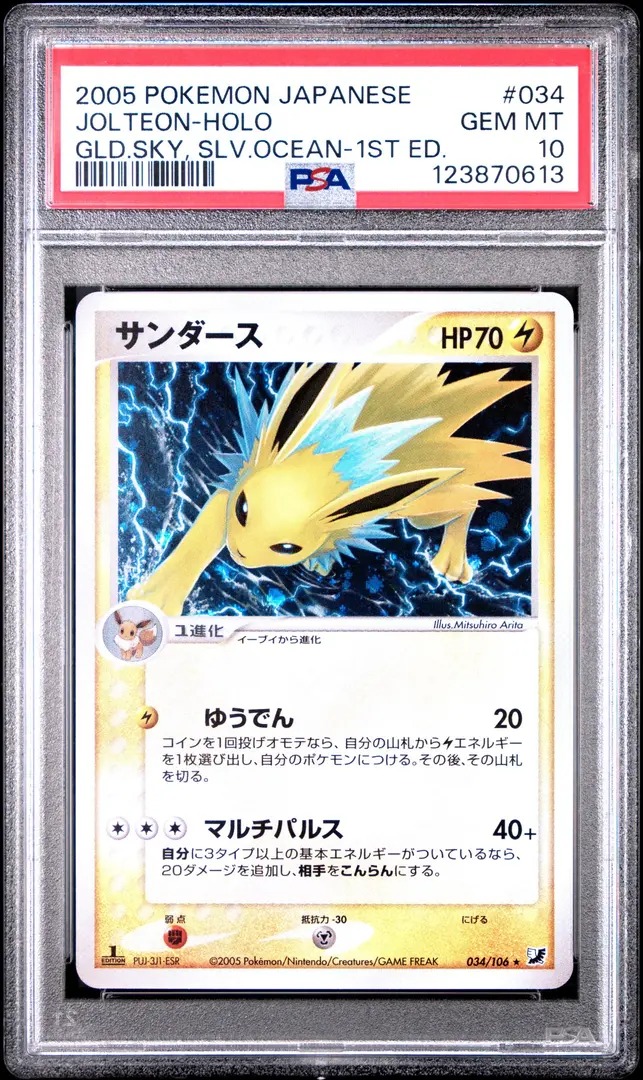 2005 POKEMON JAPANESE #034
JOLTEON-HOLO GEM MT
GLD.SKY, SLV.OCEAN-1ST ED. 10
PSA 123870613
サンダース HP70
Illus.Mitsuhiro Arita
1進化 イーブイから進化
ゆうでん 20
コインを1回投げオモテなら、自分の山札からエネルギー
を1枚選び出し、自分のポケモンにつける。その後、その山札
を切る。
マルチパルス 40+
自分に3タイプ以上の基本エネルギーがついているなら、
20ダメージを追加し、相手をこんらんにする。
弱点 抵抗力 -30 にげる
1 EDITION PUJ-3J1-ESR ©2005 Pokémon/Nintendo/Creatures/GAME FREAK 034/106 ★
PSA